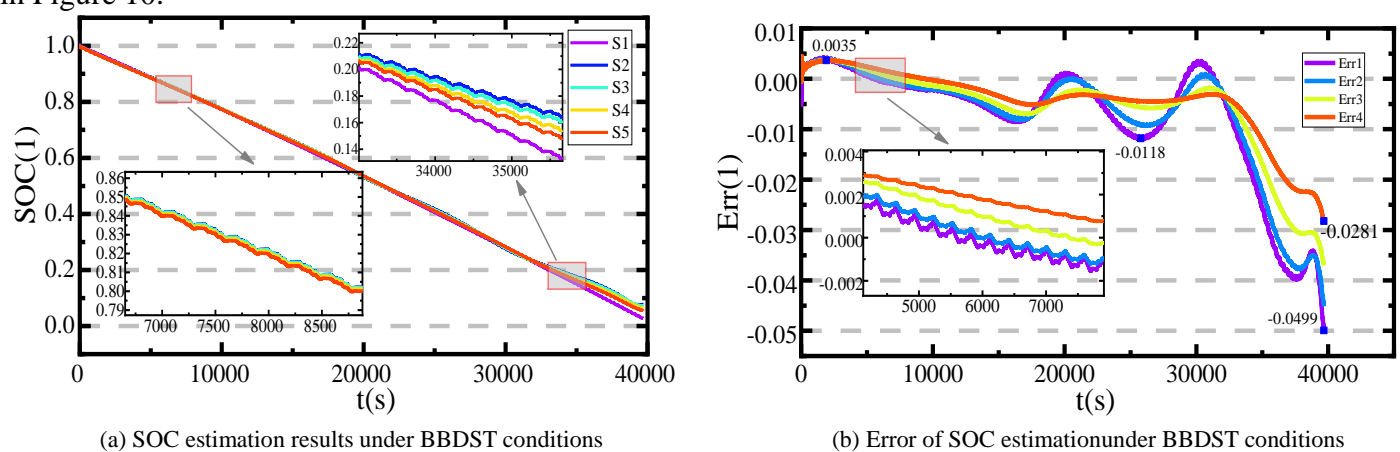 in Figure 10.
1.0
0.8
0.6
0.4
0.2
0.0
SOC(1)
0 10000 20000 30000 40000
t(s)
0.22
0.20
0.18
0.16
0.14
34000 35000
S1
S2
S3
S4
S5
0.86
0.85
0.84
0.83
0.82
0.81
0.80
0.79
7000 7500 8000 8500
(a) SOC estimation results under BBDST conditions
0.01
0.00
-0.01
-0.02
-0.03
-0.04
-0.05
Err(1)
0 10000 20000 30000 40000
t(s)
0.0035
-0.0118
-0.0281
-0.0499
Err1
Err2
Err3
Err4
0.004
0.002
0.000
-0.002
5000 6000 7000
(b) Error of SOC estimationunder BBDST conditions